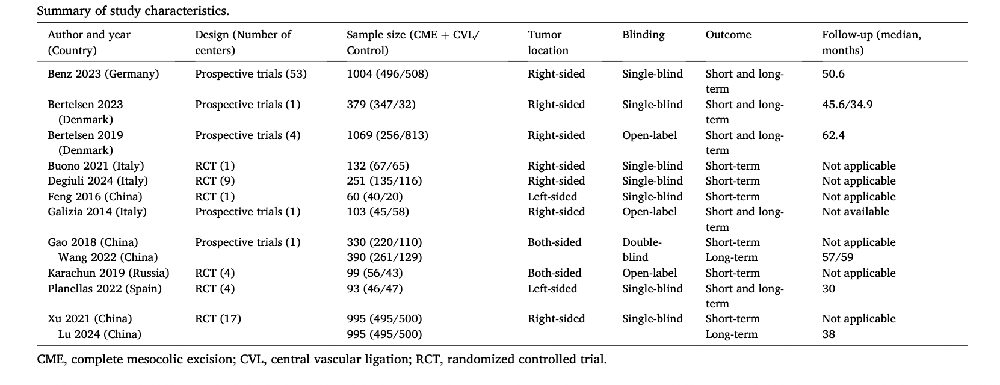 Summary of study characteristics.
Author and year Design (Number of Sample size (CME + CVL/ Tumor Blinding Outcome Follow-up (median,
(Country) centers) Control) location months)
Benz 2023 (Germany) Prospective trials (53) 1004 (496/508) Right-sided Single-blind Short and long- 50.6
term
Bertelsen 2023 Prospective trials (1) 379 (347/32) Right-sided Single-blind Short and long- 45.6/34.9
(Denmark) term
Bertelsen 2019 Prospective trials (4) 1069 (256/813) Right-sided Open-label Short and long- 62.4
(Denmark) term
Buono 2021 (Italy) RCT (1) 132 (67/65) Right-sided Single-blind Short-term Not applicable
Degiuli 2024 (Italy) RCT (9) 251 (135/116) Right-sided Single-blind Short-term Not applicable
Feng 2016 (China) RCT (1) 60 (40/20) Left-sided Single-blind Short-term Not applicable
Galizia 2014 (Italy) Prospective trials (1) 103 (45/58) Right-sided Open-label Short and long- Not available
term
Gao 2018 (China) Prospective trials (1) 330 (220/110) Both-sided Double- Short-term Not applicable
Wang 2022 (China) 390 (261/129) blind Long-term 57/59
Karachun 2019 (Russia) RCT (4) 99 (56/43) Both-sided Open-label Short-term Not applicable
Planellas 2022 (Spain) RCT (4) 93 (46/47) Left-sided Single-blind Short and long- 30
term
Xu 2021 (China) RCT (17) 995 (495/500) Right-sided Single-blind Short-term Not applicable
Lu 2024 (China) 995 (495/500) Long-term 38
CME, complete mesocolic excision; CVL, central vascular ligation; RCT, randomized controlled trial.